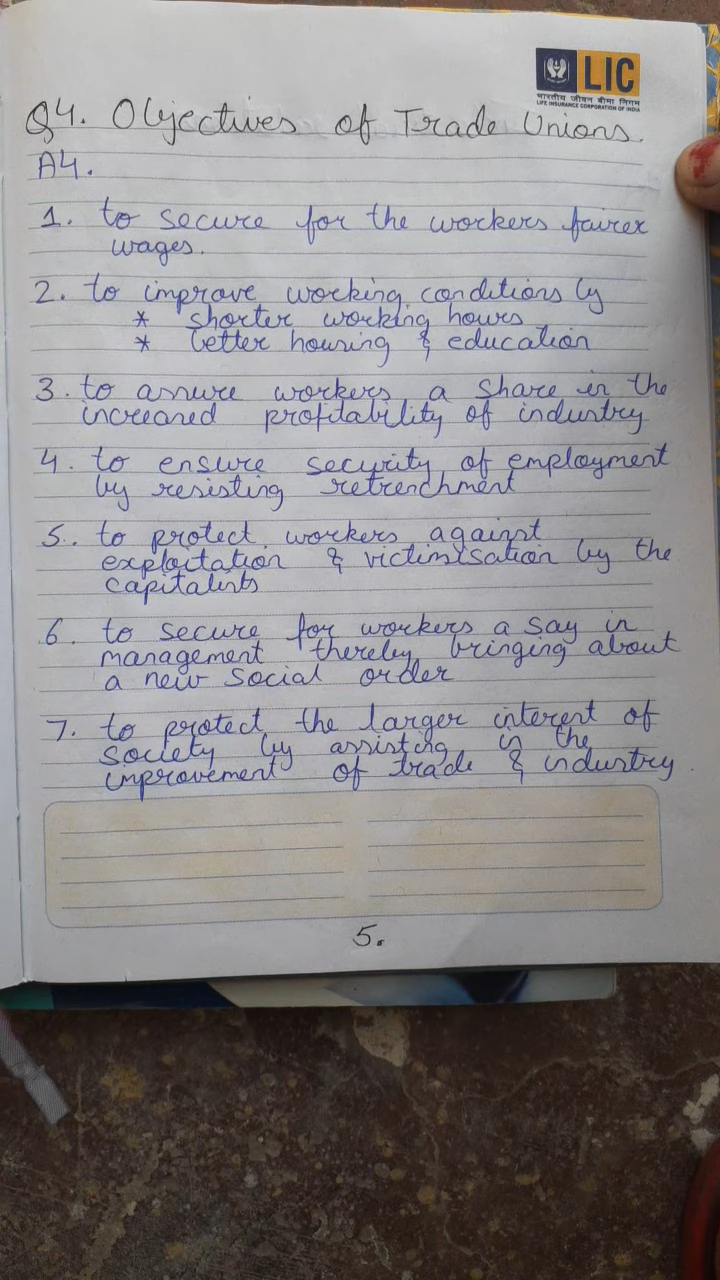 LIC
भारतीय जीवन बीमा निगम
LIFE INSURANCE CORPORATION OF INDIA
Q4. Objectives of Trade Unions.
A4.
1. to secure for the workers fairer
wages.
2. to improve working conditions by
* shorter working hours
* better housing & education
3. to assure workers a share in the
increased profitability of industry
4. to ensure security of employment
by resisting retrenchment
5. to protect workers against
exploitation & victimisation by the
capitalists
6. to secure for workers a say in
management thereby bringing about
a new social order
7. to protect the larger interest of
society by assisting in the
improvement of trade & industry.
5.